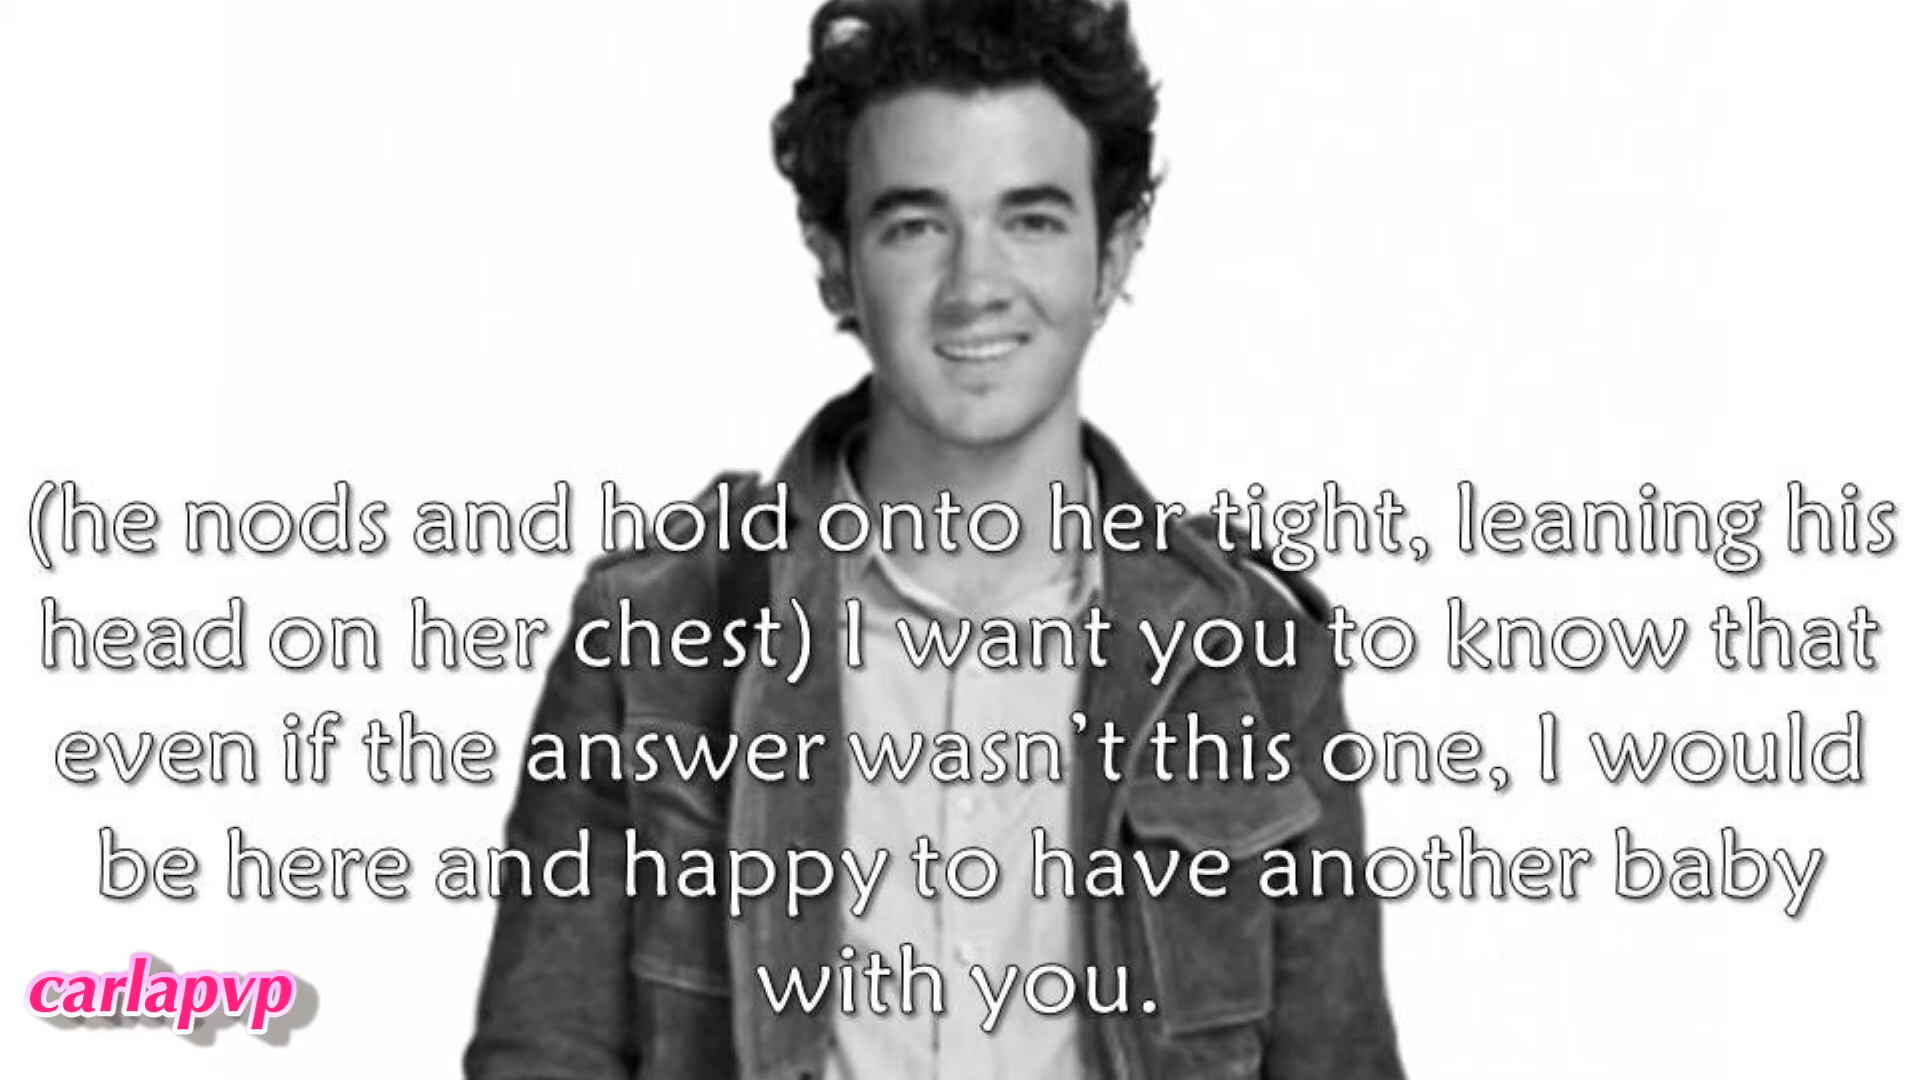 (he nods and hold onto her tight, leaning his
head on her chest) I want you to know that
even if the answer wasn't this one, I would
be here and happy to have another baby
with you.
carlapvp